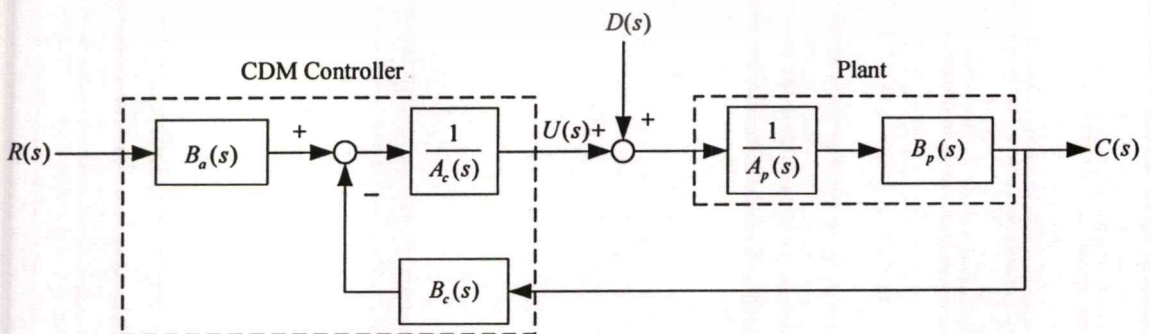 D(s)
CDM Controller
Plant
R(s)
B_a(s)
+
−
1
A_c(s)
U(s)+
+
1
A_p(s)
B_p(s)
C(s)
B_c(s)